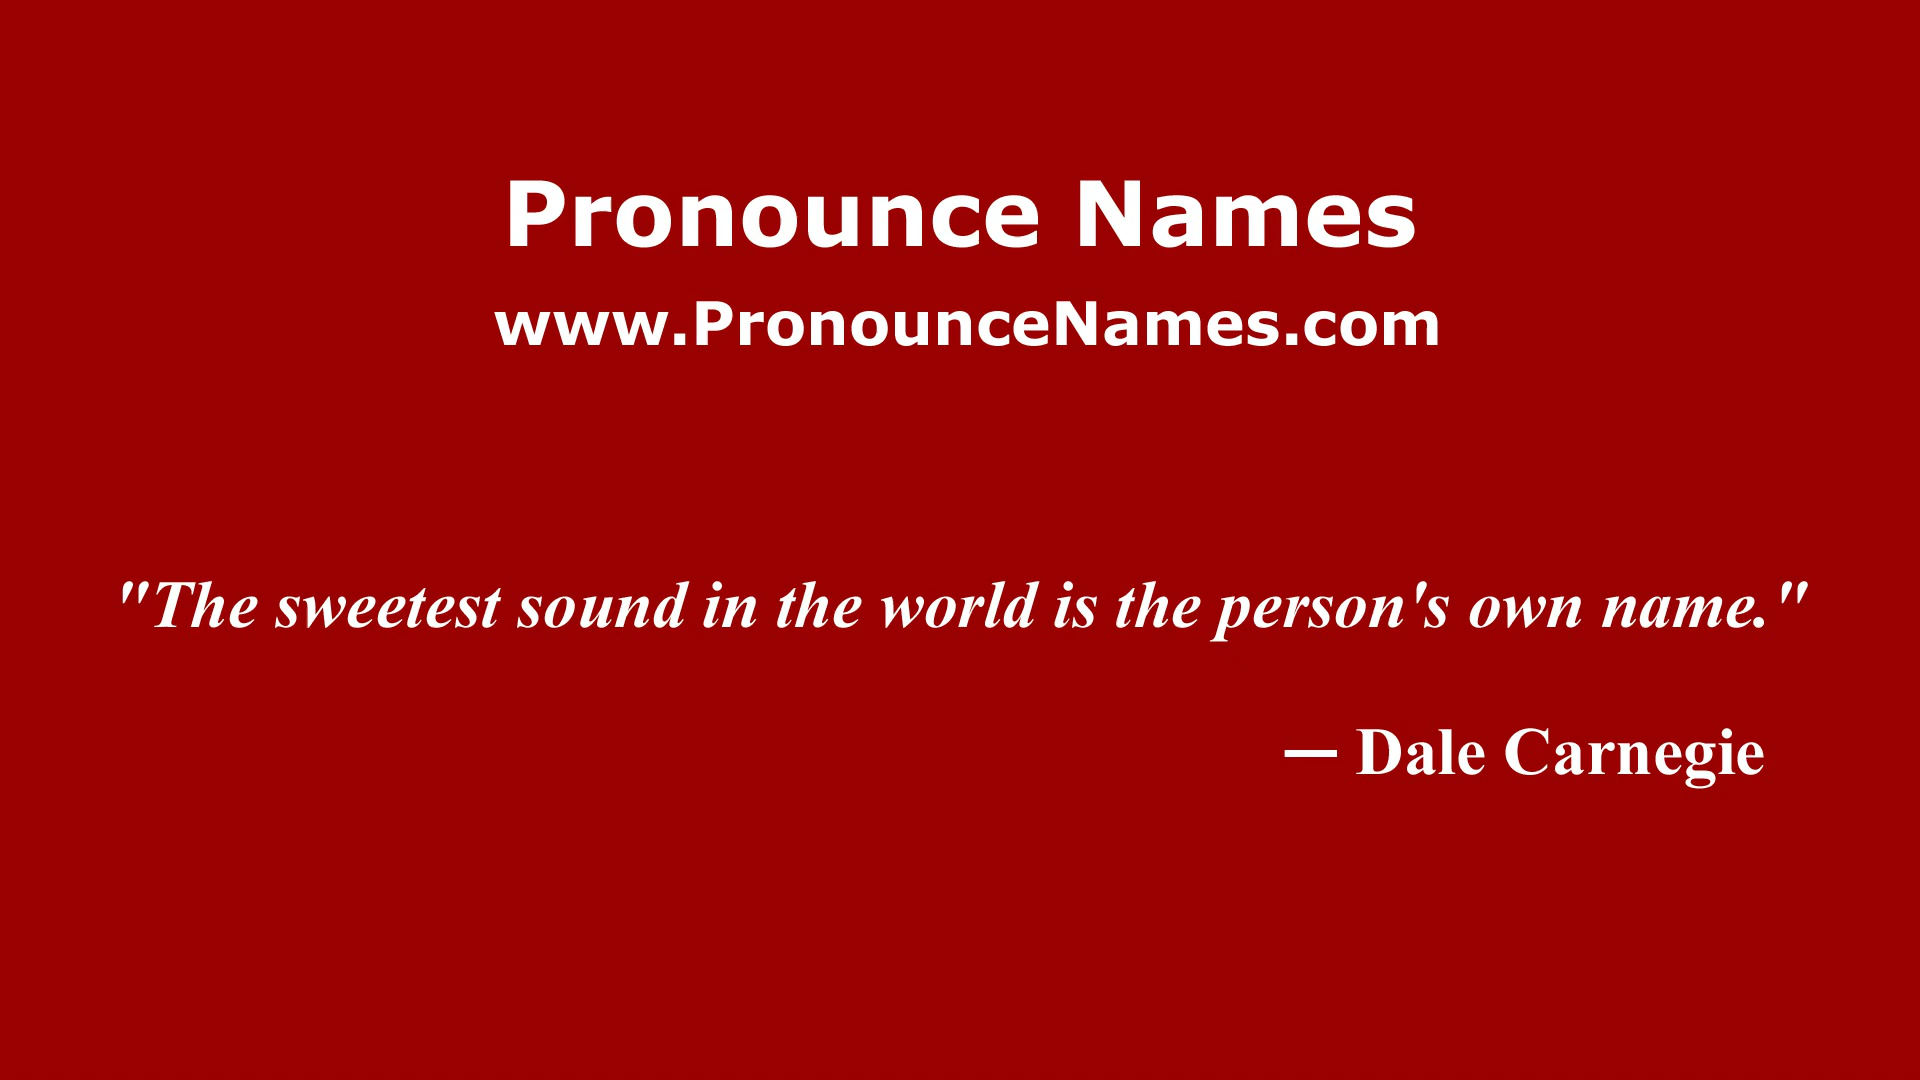 Pronounce Names
www.PronounceNames.com
"The sweetest sound in the world is the person's own name."
— Dale Carnegie